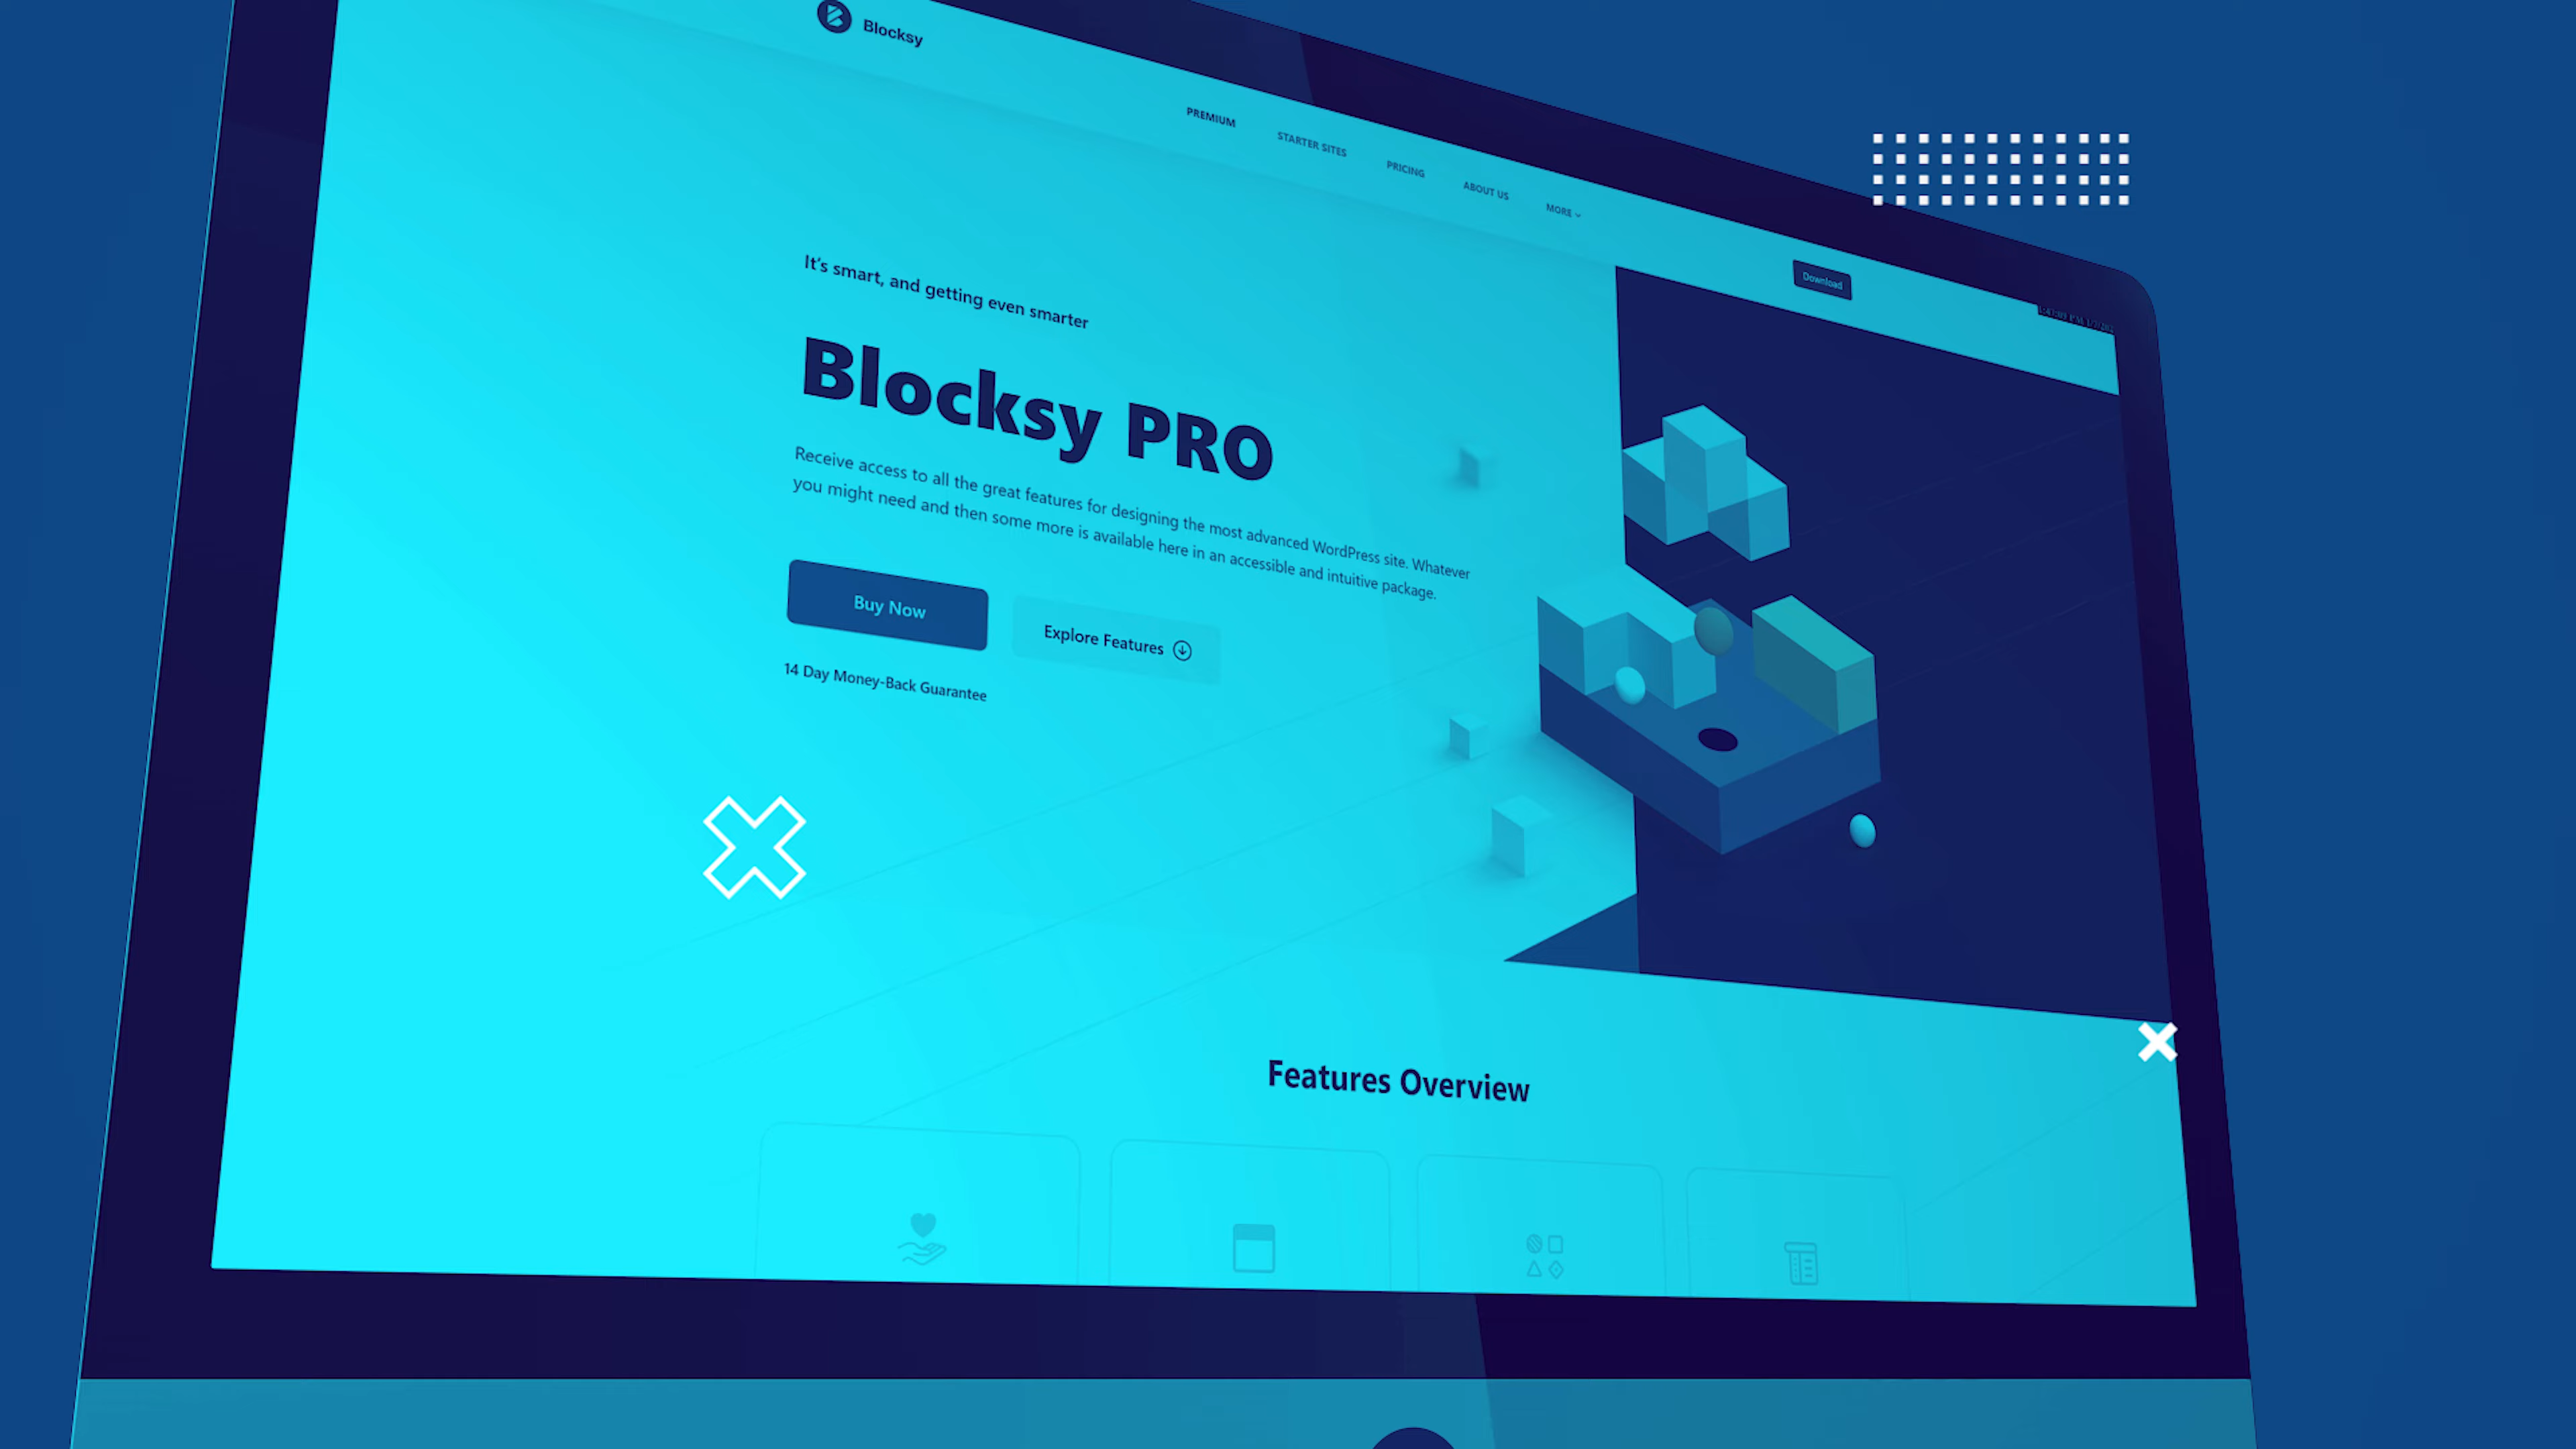 Blocksy
PREMIUM
STARTER SITES
PRICING
ABOUT US
MORE
Download
It's smart, and getting even smarter
Blocksy PRO
Receive access to all the great features for designing the most advanced WordPress site. Whatever
you might need and then some more is available here in an accessible and intuitive package.
Buy Now
Explore Features
14 Day Money-Back Guarantee
Features Overview